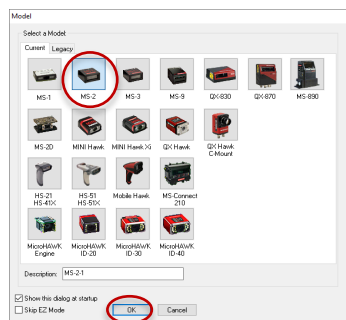 Model
Select a Model:
Current Legacy
MS-1 MS-2 MS-3 MS-9 QX-830 QX-870 MS-890
MS-2D MINI Hawk MINI Hawk Xi QX Hawk QX Hawk
C-Mount
HS-21 HS-51 Mobile Hawk MS-Connect
HS-41X HS-51X 210
MicroHAWK MicroHAWK MicroHAWK MicroHAWK
Engine ID-20 ID-30 ID-40
Description: MS-2-1
Show this dialog at startup
Skip EZ Mode OK Cancel